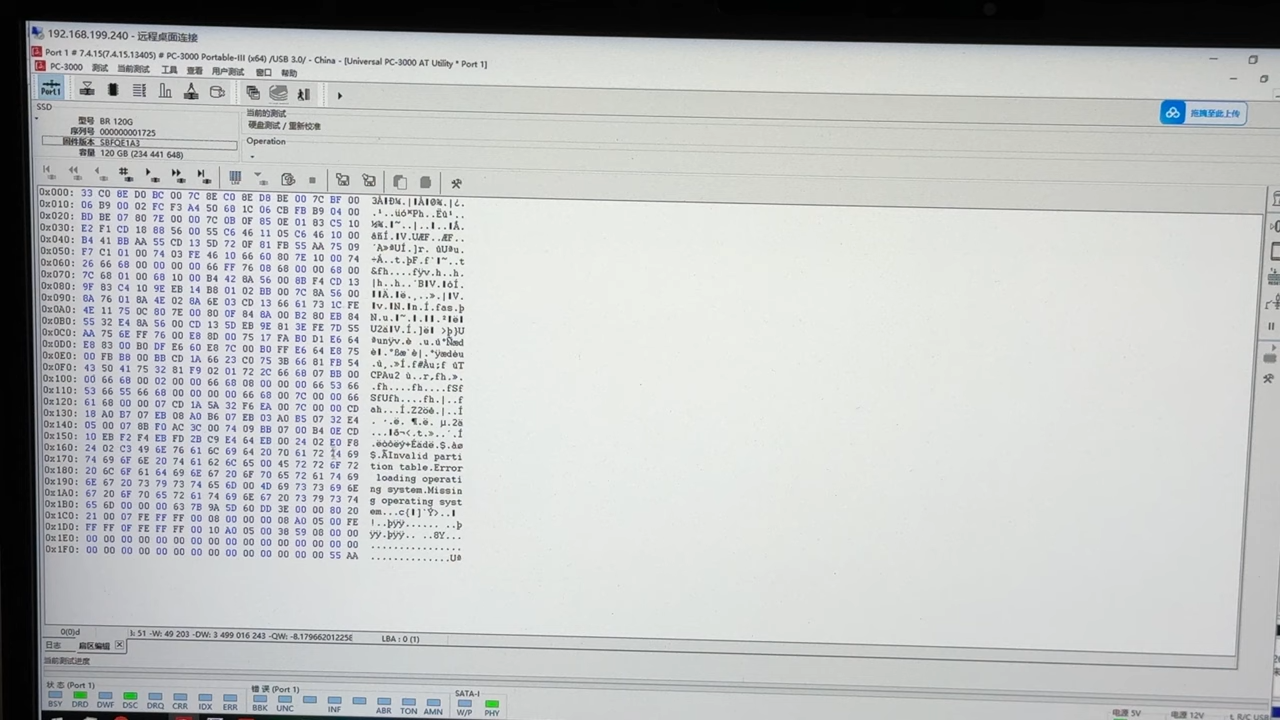 192.168.199.240 - 远程桌面连接
Port 1 # 7.4.15(7.4.15.13405) # PC-3000 Portable-III (x64) /USB 3.0/ - China - [Universal PC-3000 AT Utility * Port 1]
PC-3000 测试 当前测试 工具 查看 用户测试 窗口 帮助
Port1
拖拽至此上传
SSD
型号 BR 120G
序列号 000000001725
固件版本 SBFQE1A3
容量 120 GB (234 441 648)
当前的测试
硬盘测试 / 重新校准
Operation
0x000: 33 C0 8E D0 BC 00 7C 8E C0 8E D8 BE 00 7C BF 00
0x010: 06 B9 00 02 FC F3 A4 50 68 1C 06 CB FB B9 04 00
0x020: BD BE 07 80 7E 00 00 7C 0B 0F 85 0E 01 83 C5 10
0x030: E2 F1 CD 18 88 56 00 55 C6 46 11 05 C6 46 10 00
0x040: B4 41 BB AA 55 CD 13 5D 72 0F 81 FB 55 AA 75 09
0x050: F7 C1 01 00 74 03 FE 46 10 66 60 80 7E 10 00 74
0x060: 26 66 68 00 00 00 00 66 FF 76 08 68 00 00 68 00
0x070: 7C 68 01 00 68 10 00 B4 42 8A 56 00 8B F4 CD 13
0x080: 9F 83 C4 10 9E EB 14 B8 01 02 BB 00 7C 8A 56 00
0x090: 8A 76 01 8A 4E 02 8A 6E 03 CD 13 66 61 73 1C FE
0x0A0: 4E 11 75 0C 80 7E 00 80 0F 84 8A 00 B2 80 EB 84
0x0B0: 55 32 E4 8A 56 00 CD 13 5D EB 9E 81 3E FE 7D 55
0x0C0: AA 75 6E FF 76 00 E8 8D 00 75 17 FA B0 D1 E6 64
0x0D0: E8 83 00 B0 DF E6 60 E8 7C 00 B0 FF E6 64 E8 75
0x0E0: 00 FB B8 00 BB CD 1A 66 23 C0 75 3B 66 81 FB 54
0x0F0: 43 50 41 75 32 81 F9 02 01 72 2C 66 68 07 BB 00
0x100: 00 66 68 00 02 00 00 66 68 08 00 00 00 66 53 66
0x110: 53 66 55 66 68 00 00 00 00 66 68 00 7C 00 00 66
0x120: 61 68 00 00 07 CD 1A 5A 32 F6 EA 00 7C 00 00 CD
0x130: 18 A0 B7 07 EB 08 A0 B6 07 EB 03 A0 B5 07 32 E4
0x140: 05 00 07 8B F0 AC 3C 00 74 09 BB 07 00 B4 0E CD
0x150: 10 EB F2 F4 EB FD 2B C9 E4 64 EB 00 24 02 E0 F8
0x160: 24 02 C3 49 6E 76 61 6C 69 64 20 70 61 72 74 69
0x170: 74 69 6F 6E 20 74 61 62 6C 65 00 45 72 72 6F 72
0x180: 20 6C 6F 61 64 69 6E 67 20 6F 70 65 72 61 74 69
0x190: 6E 67 20 73 79 73 74 65 6D 00 4D 69 73 73 69 6E
0x1A0: 67 20 6F 70 65 72 61 74 69 6E 67 20 73 79 73 74
0x1B0: 65 6D 00 00 00 63 7B 9A 5D 60 DD 3E 00 00 80 20
0x1C0: 21 00 07 FE FF FF 00 08 00 00 00 08 A0 05 00 FE
0x1D0: FF FF 0F FE FF FF 00 10 A0 05 00 38 59 08 00 00
0x1E0: 00 00 00 00 00 00 00 00 00 00 00 00 00 00 00 00
0x1F0: 00 00 00 00 00 00 00 00 00 00 00 00 00 00 55 AA
$.ÃInvalid parti
tion table.Error
loading operati
ng system.Missin
g operating syst
0(0)d
I: 51 -W: 49 203 -DW: 3 499 016 243 -QW: -8.17966201225E
LBA : 0 (1)
日志 扇区编辑
当前测试进度
状态 (Port 1)
BSY DRD DWF DSC DRQ CRR IDX ERR
错误 (Port 1)
BBK UNC INF ABR TON AMN
SATA-I
W/P PHY
电源 5V 电源 12V